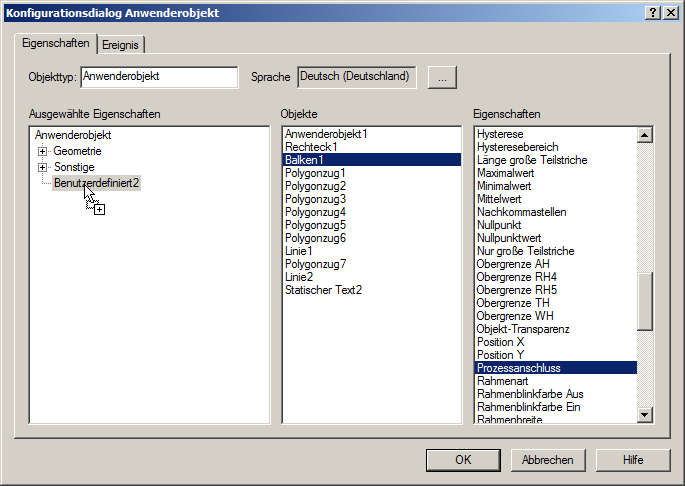 Konfigurationsdialog Anwenderobjekt
Eigenschaften Ereignis
Objekttyp: Anwenderobjekt Sprache Deutsch (Deutschland) ...
Ausgewählte Eigenschaften
Anwenderobjekt
Geometrie
Sonstige
Benutzerdefiniert2
Objekte
Anwenderobjekt1
Rechteck1
Balken1
Polygonzug1
Polygonzug2
Polygonzug3
Polygonzug4
Polygonzug5
Polygonzug6
Linie1
Polygonzug7
Linie2
Statischer Text2
Eigenschaften
Hysterese
Hysteresebereich
Länge große Teilstriche
Maximalwert
Minimalwert
Mittelwert
Nachkommastellen
Nullpunkt
Nullpunktwert
Nur große Teilstriche
Obergrenze AH
Obergrenze RH4
Obergrenze RH5
Obergrenze TH
Obergrenze WH
Objekt-Transparenz
Position X
Position Y
Prozessanschluss
Rahmenart
Rahmenblinkfarbe Aus
Rahmenblinkfarbe Ein
Rahmenbreite
OK Abbrechen Hilfe